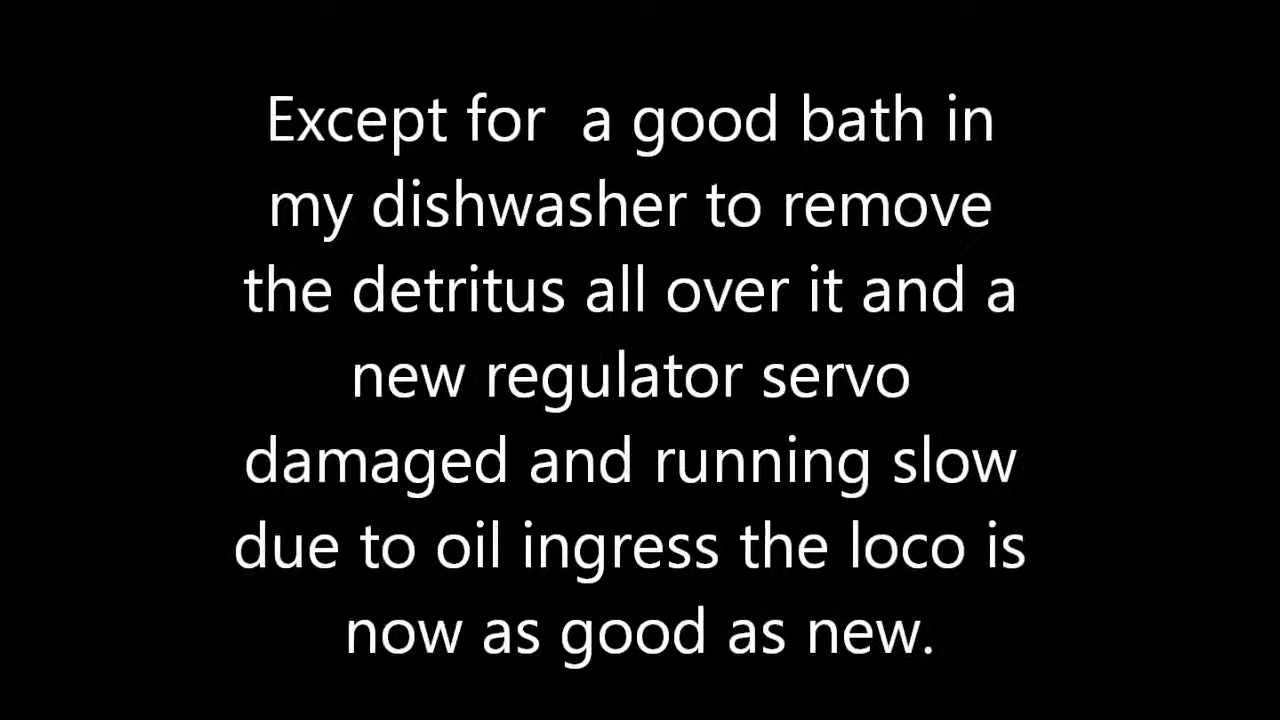 Except for  a good bath in
my dishwasher to remove
the detritus all over it and a
new regulator servo
damaged and running slow
due to oil ingress the loco is
now as good as new.